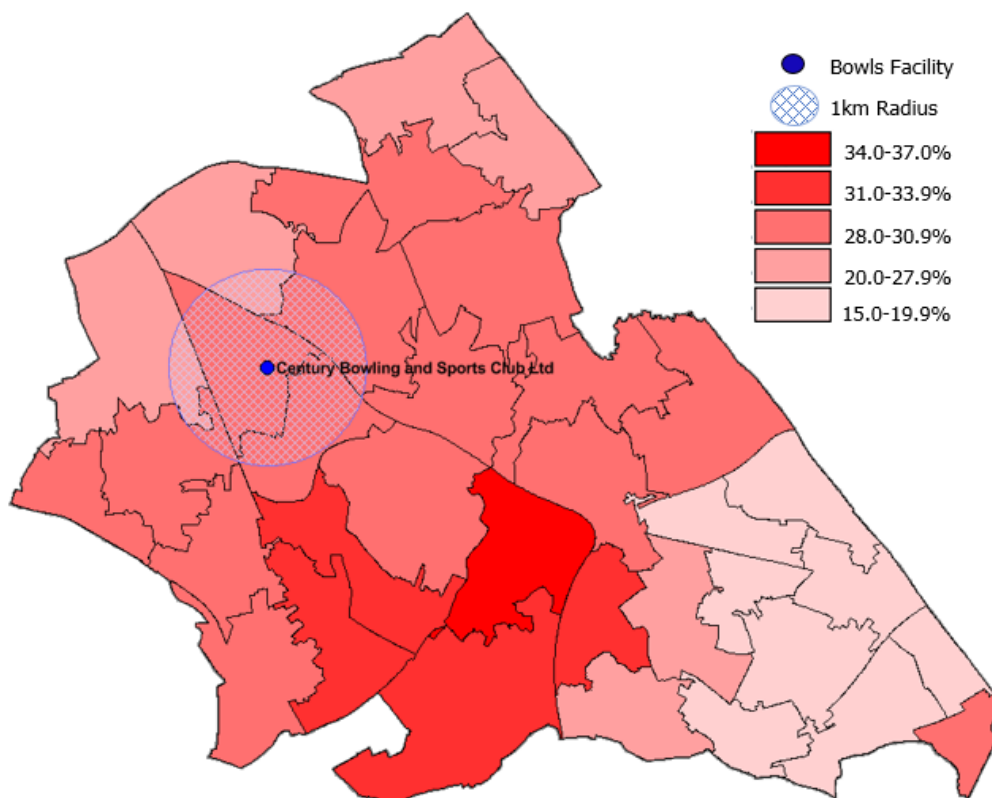 Bowls Facility
1km Radius
34.0-37.0%
31.0-33.9%
28.0-30.9%
20.0-27.9%
15.0-19.9%
Century Bowling and Sports Club Ltd